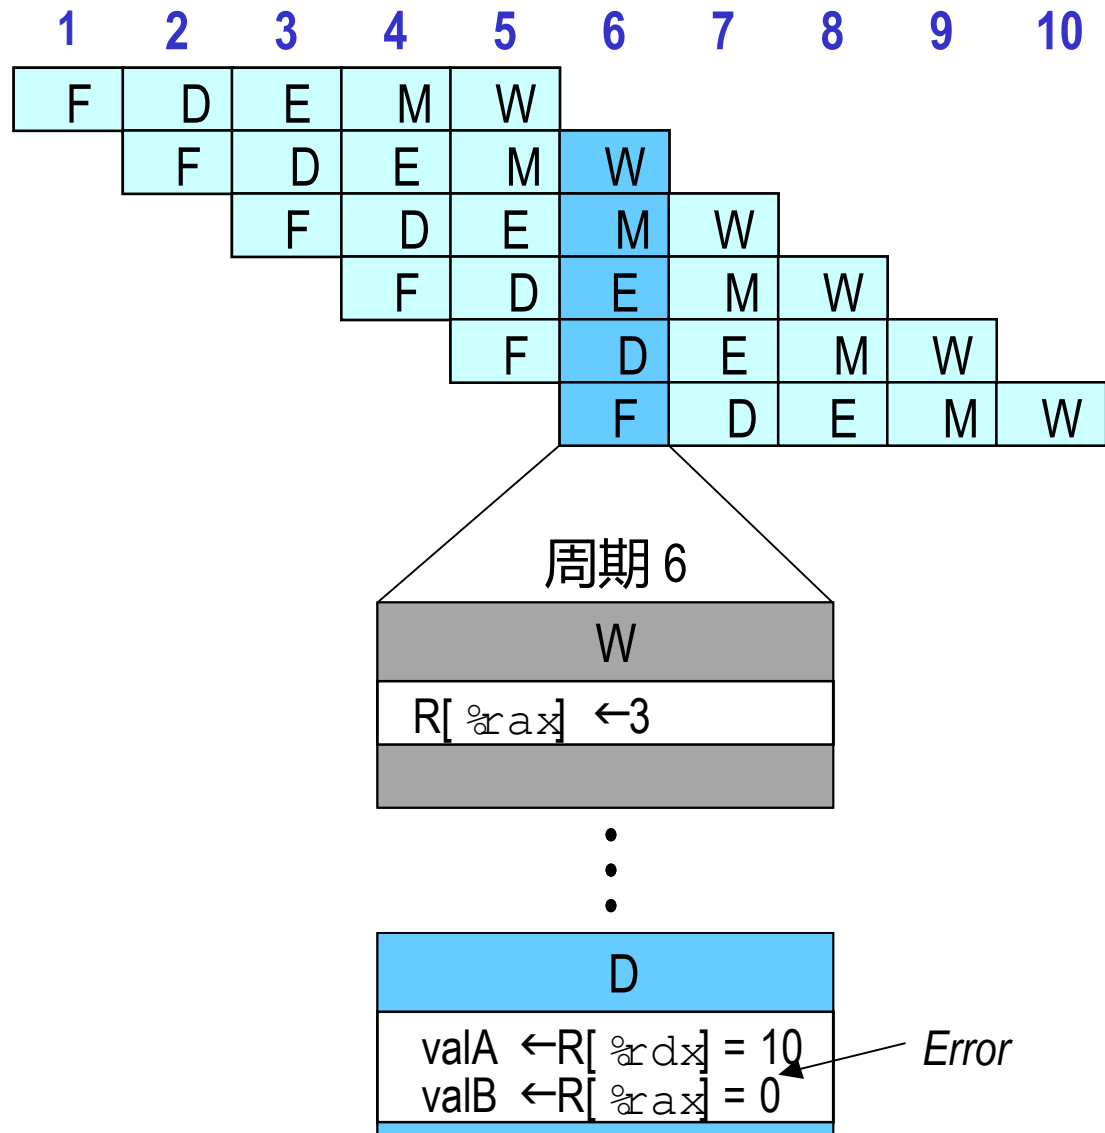 1 2 3 4 5 6 7 8 9 10
F D E M W
F D E M W
F D E M W
F D E M W
F D E M W
F D E M W
周期 6
W
R[ %rax] ←3
D
valA ←R[ %rdx] = 10
valB ←R[ %rax] = 0
Error